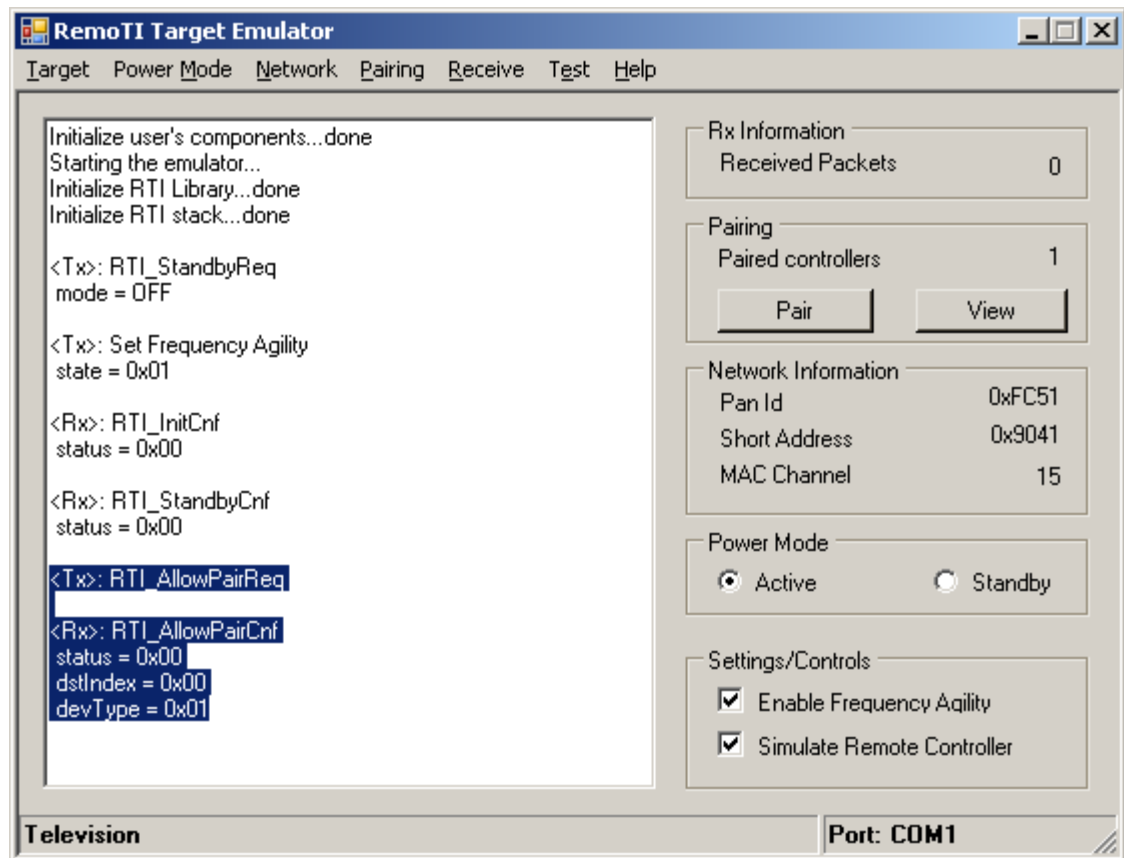 RemoTI Target Emulator
Target Power Mode Network Pairing Receive Test Help
Initialize user's components...done
Starting the emulator...
Initialize RTI Library...done
Initialize RTI stack...done
<Tx>: RTI_StandbyReq
mode = OFF
<Tx>: Set Frequency Agility
state = 0x01
<Rx>: RTI_InitCnf
status = 0x00
<Rx>: RTI_StandbyCnf
status = 0x00
<Tx>: RTI_AllowPairReq
<Rx>: RTI_AllowPairCnf
status = 0x00
dstIndex = 0x00
devType = 0x01
Rx Information
Received Packets 0
Pairing
Paired controllers 1
Pair View
Network Information
Pan Id 0xFC51
Short Address 0x9041
MAC Channel 15
Power Mode
Active Standby
Settings/Controls
Enable Frequency Agility
Simulate Remote Controller
Television Port: COM1